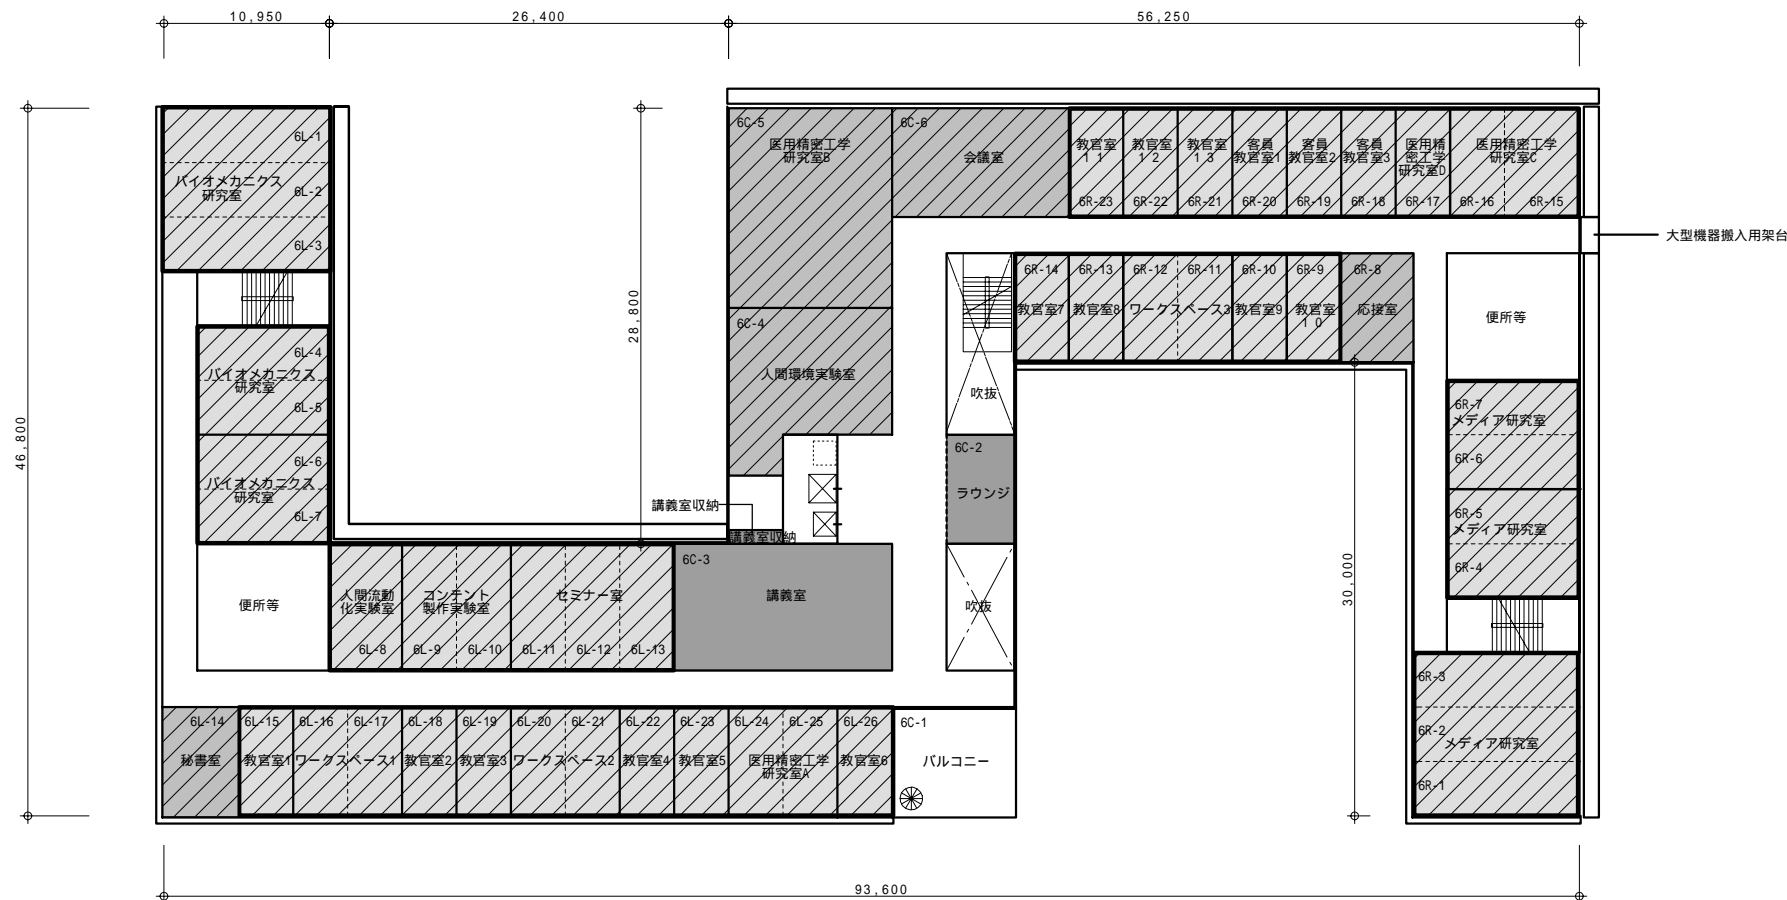 10,950
26,400
56,250
6L-1
バイオメカニクス
研究室
6L-2
6L-3
6L-4
バイオメカニクス
研究室
6L-5
6L-6
バイオメカニクス
研究室
6L-7
46,800
28,800
6C-5
医用精密工学
研究室B
6C-6
会議室
教官室
11
6R-23
教官室
12
6R-22
教官室
13
6R-21
客員
教官室1
6R-20
客員
教官室2
6R-19
客員
教官室3
6R-18
医用精
密工学
研究室D
6R-17
医用精密工学
研究室C
6R-16
6R-15
大型機器搬入用架台
6C-4
人間環境実験室
吹抜
6R-14
教官室7
6R-13
教官室8
6R-12
6R-11
ワークスペース3
6R-10
教官室9
6R-9
教官室
10
6R-8
応接室
便所等
6R-7
メディア研究室
6R-6
6R-5
メディア研究室
6R-4
6C-2
ラウンジ
講義室収納
講義室収納
6C-3
講義室
吹抜
30,000
便所等
人間流動
化実験室
6L-8
コンテント
製作実験室
6L-9
6L-10
セミナー室
6L-11
6L-12
6L-13
6R-3
6R-2
メディア研究室
6R-1
6L-14
秘書室
6L-15
教官室1
6L-16
6L-17
ワークスペース1
6L-18
教官室2
6L-19
教官室3
6L-20
6L-21
ワークスペース2
6L-22
教官室4
6L-23
教官室5
6L-24
6L-25
医用精密工学
研究室A
6L-26
教官室6
6C-1
バルコニー
93,600